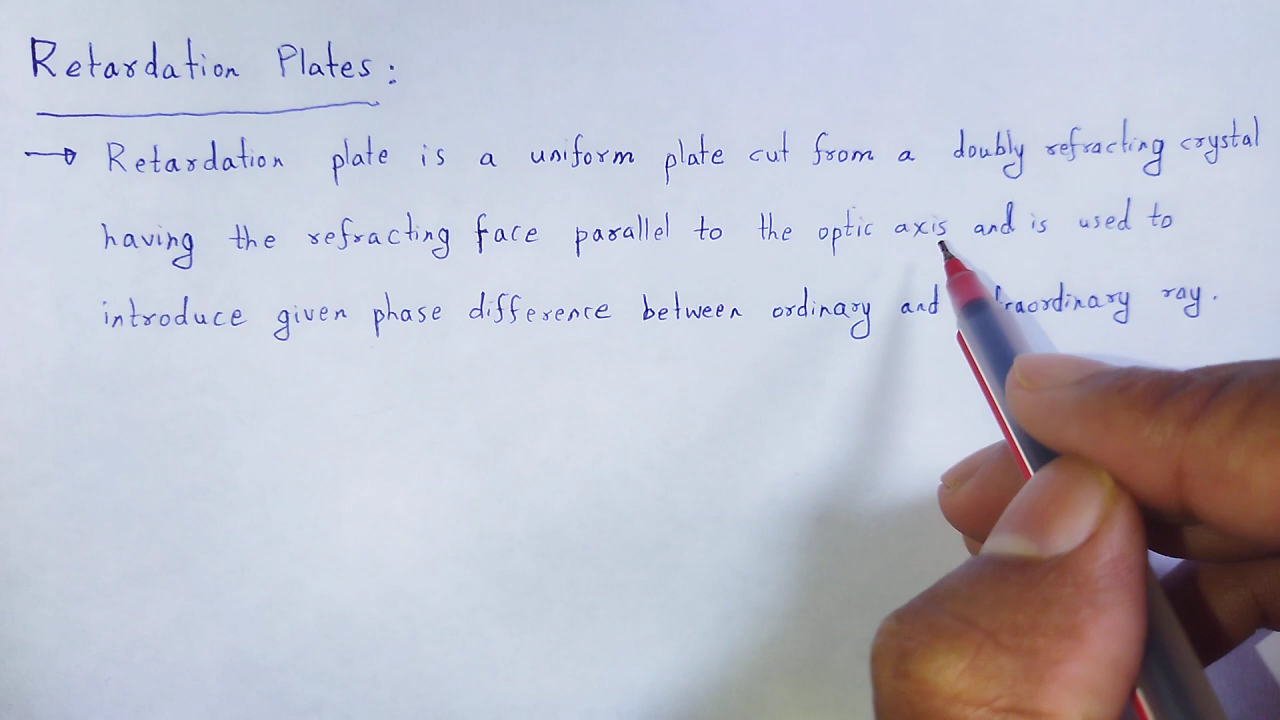 Retardation Plates:
→ Retardation plate is a uniform plate cut from a doubly refracting crystal
having the refracting face parallel to the optic axis and is used to
introduce given phase difference between ordinary and raordinary ray.